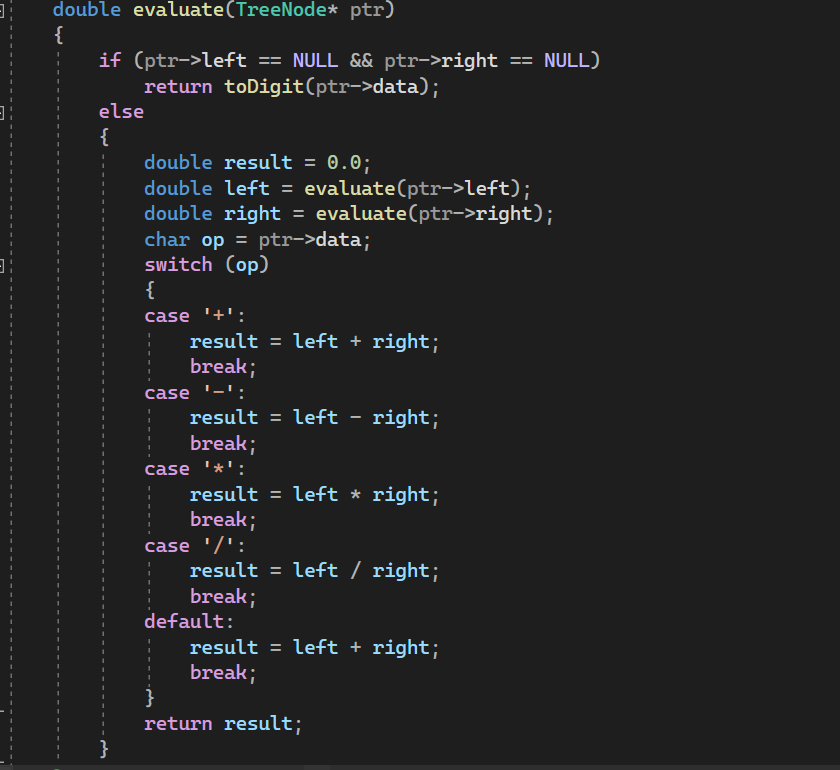 double evaluate(TreeNode* ptr)
{
if (ptr->left == NULL && ptr->right == NULL)
return toDigit(ptr->data);
else
{
double result = 0.0;
double left = evaluate(ptr->left);
double right = evaluate(ptr->right);
char op = ptr->data;
switch (op)
{
case '+':
result = left + right;
break;
case '-':
result = left - right;
break;
case '*':
result = left * right;
break;
case '/':
result = left / right;
break;
default:
result = left + right;
break;
}
return result;
}